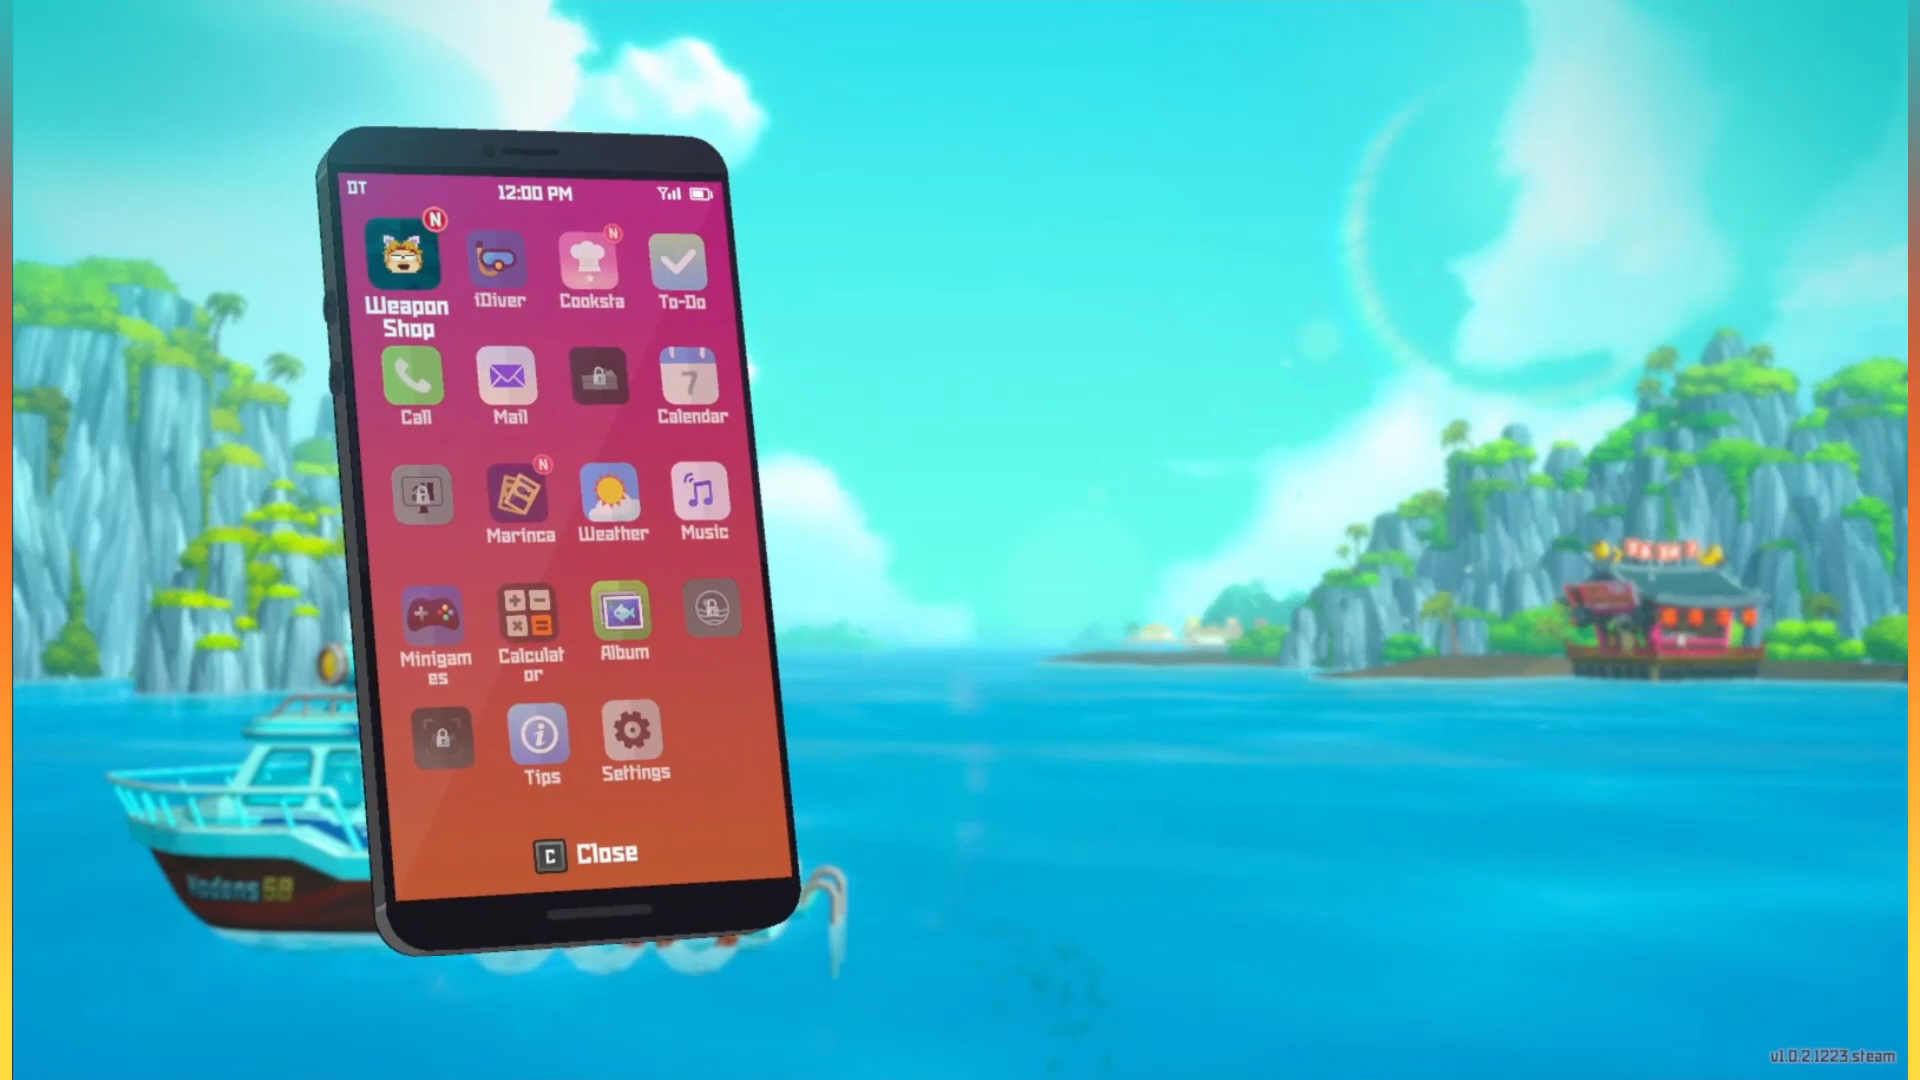 DT
12:00 PM
N
N
Weapon
Shop
iDiver
Cooksta
To-Do
Call
Mail
7
Calendar
N
Marinca
Weather
Music
Minigam
es
Calculat
or
Album
Tips
Settings
C Close
58
v1.0.2.1223.steam